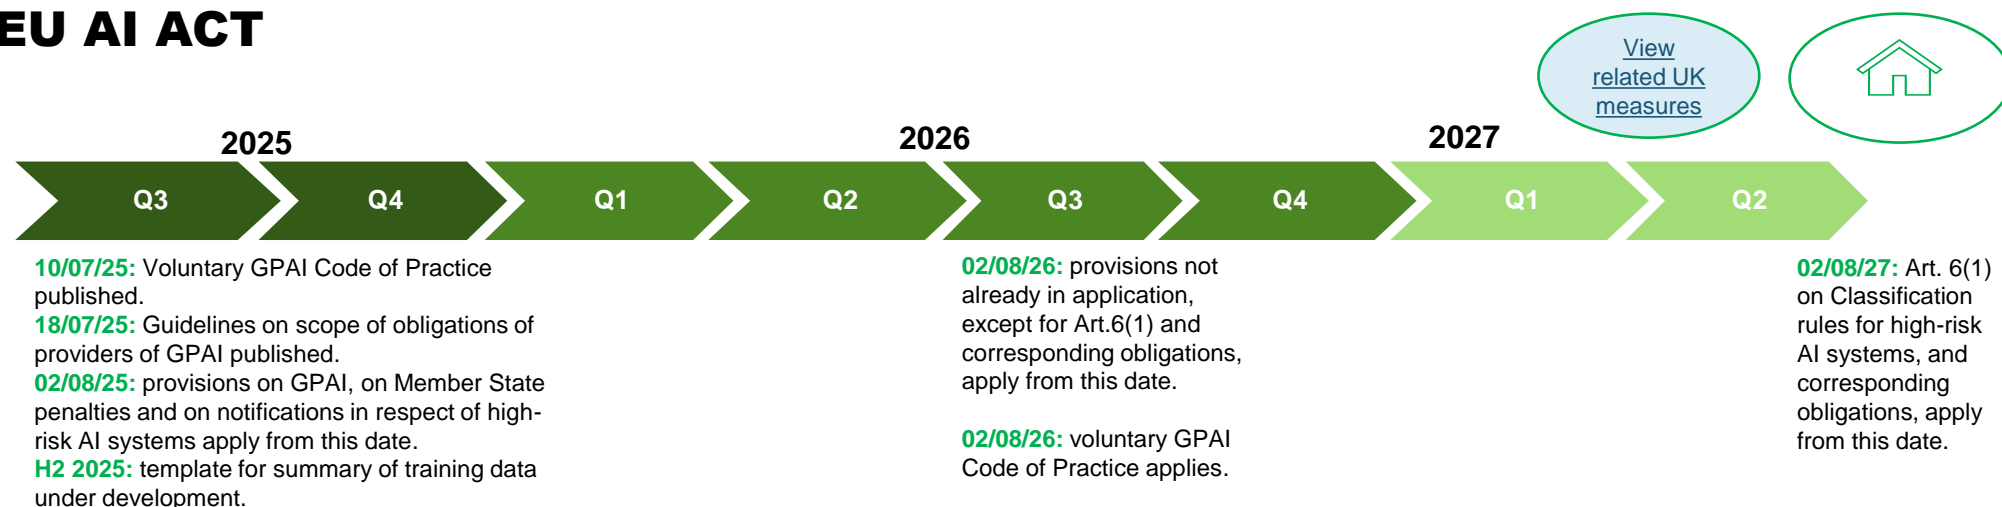 EU AI ACT
View
related UK
measures
2025
2026
2027
Q3
Q4
Q1
Q2
Q3
Q4
Q1
Q2
10/07/25: Voluntary GPAI Code of Practice
published.
18/07/25: Guidelines on scope of obligations of
providers of GPAI published.
02/08/25: provisions on GPAI, on Member State
penalties and on notifications in respect of high-
risk AI systems apply from this date.
H2 2025: template for summary of training data
under development.
02/08/26: provisions not
already in application,
except for Art.6(1) and
corresponding obligations,
apply from this date.
02/08/26: voluntary GPAI
Code of Practice applies.
02/08/27: Art. 6(1)
on Classification
rules for high-risk
AI systems, and
corresponding
obligations, apply
from this date.